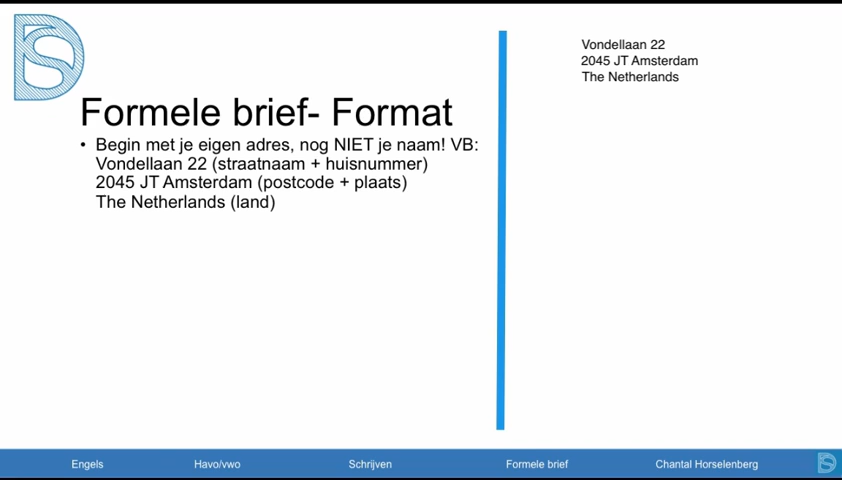 Formele brief- Format
• Begin met je eigen adres, nog NIET je naam! VB:
Vondellaan 22 (straatnaam + huisnummer)
2045 JT Amsterdam (postcode + plaats)
The Netherlands (land)
Vondellaan 22
2045 JT Amsterdam
The Netherlands
Engels Havo/vwo Schrijven Formele brief Chantal Horselenberg